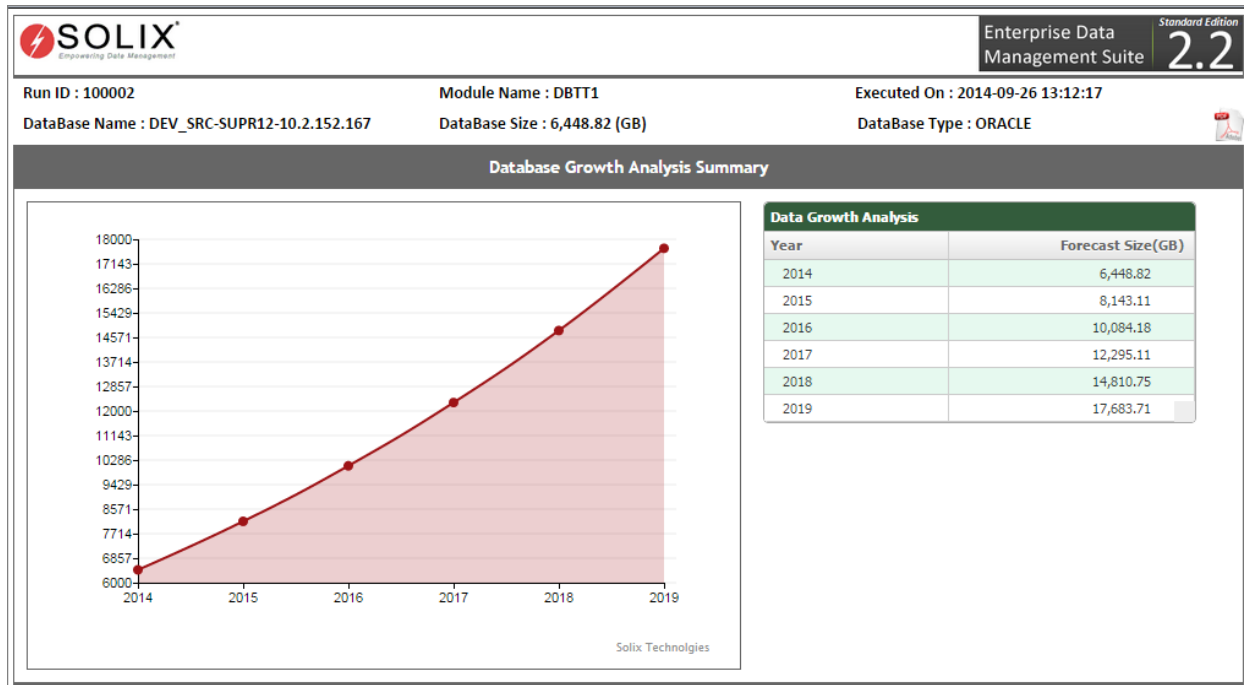 SOLIX
Empowering Data Management
Enterprise Data
Management Suite
Standard Edition
2.2
Run ID : 100002
Module Name : DBTT1
Executed On : 2014-09-26 13:12:17
DataBase Name : DEV_SRC-SUPR12-10.2.152.167
DataBase Size : 6,448.82 (GB)
DataBase Type : ORACLE
PDF
Adobe
Database Growth Analysis Summary
18000
17143
16286
15429
14571
13714
12857
12000
11143
10286
9429
8571
7714
6857
6000
2014 2015 2016 2017 2018 2019
Solix Technolgies
Data Growth Analysis
Year Forecast Size(GB)
2014 6,448.82
2015 8,143.11
2016 10,084.18
2017 12,295.11
2018 14,810.75
2019 17,683.71